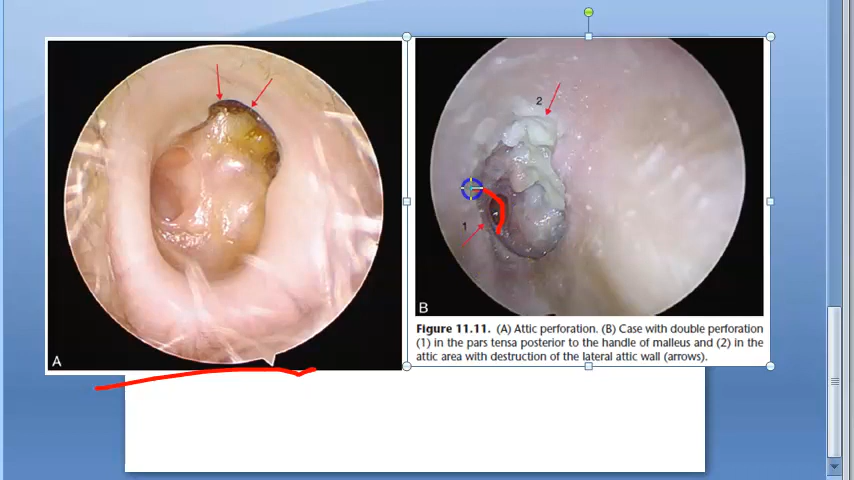 2
1
A
B
Figure 11.11. (A) Attic perforation. (B) Case with double perforation
(1) in the pars tensa posterior to the handle of malleus and (2) in the
attic area with destruction of the lateral attic wall (arrows).